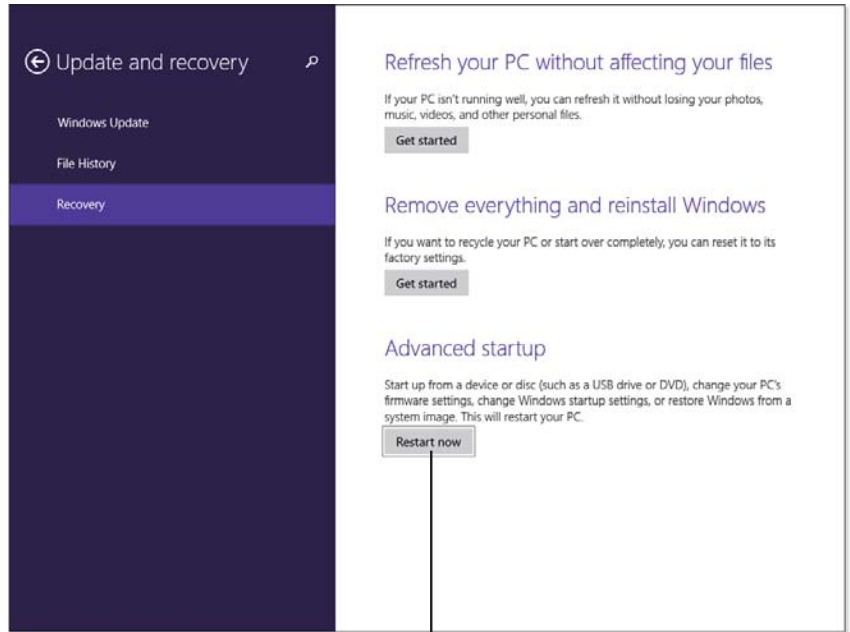 Update and recovery
Windows Update
File History
Recovery
Refresh your PC without affecting your files
If your PC isn't running well, you can refresh it without losing your photos,
music, videos, and other personal files.
Get started
Remove everything and reinstall Windows
If you want to recycle your PC or start over completely, you can reset it to its
factory settings.
Get started
Advanced startup
Start up from a device or disc (such as a USB drive or DVD), change your PC's
firmware settings, change Windows startup settings, or restore Windows from a
system image. This will restart your PC.
Restart now